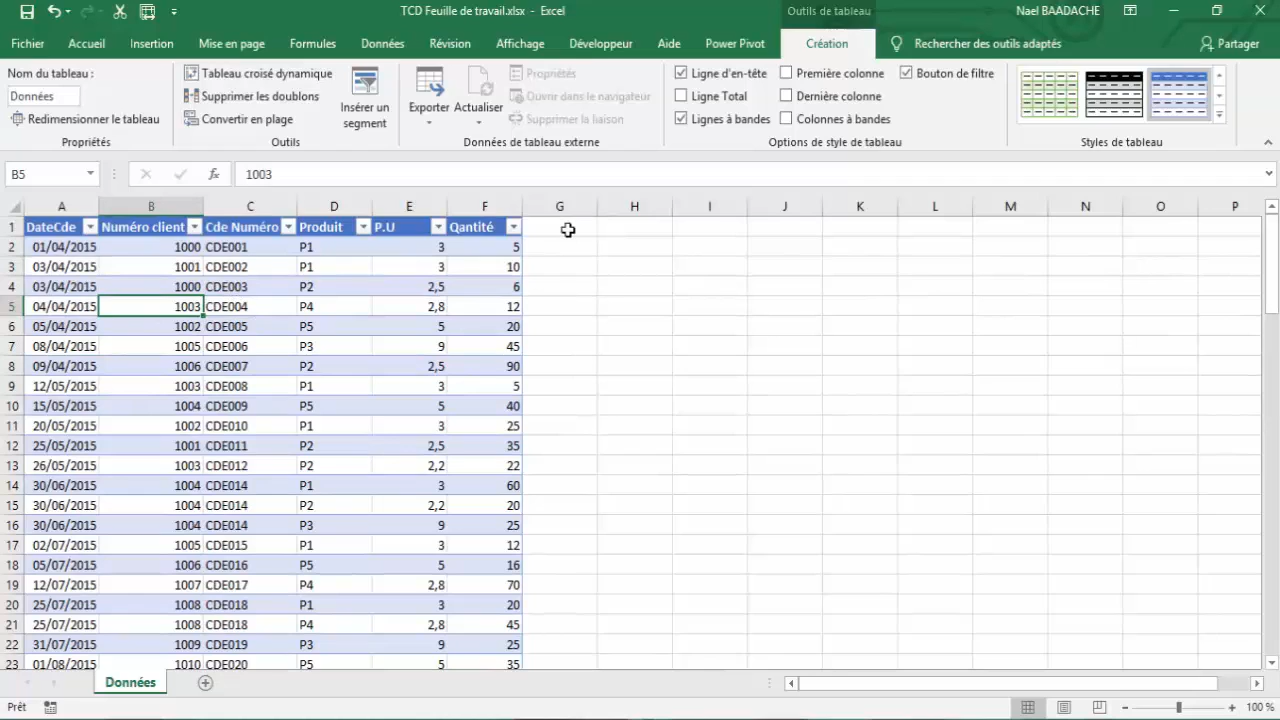 TCD Feuille de travail.xlsx - Excel
Outils de tableau
Nael BAADACHE
Fichier Accueil Insertion Mise en page Formules Données Révision Affichage Développeur Aide Power Pivot Création Rechercher des outils adaptés Partager
Nom du tableau :
Données
Redimensionner le tableau
Propriétés
Tableau croisé dynamique
Supprimer les doublons
Convertir en plage
Insérer un
segment
Outils
Exporter Actualiser
Propriétés
Ouvrir dans le navigateur
Supprimer la liaison
Données de tableau externe
Ligne d'en-tête Première colonne Bouton de filtre
Ligne Total Dernière colonne
Lignes à bandes Colonnes à bandes
Options de style de tableau
Styles de tableau
B5 fx 1003
A B C D E F G H I J K L M N O P
1 DateCde Numéro client Cde Numéro Produit P.U Qantité
2 01/04/2015 1000 CDE001 P1 3 5
3 03/04/2015 1001 CDE002 P1 3 10
4 03/04/2015 1000 CDE003 P2 2,5 6
5 04/04/2015 1003 CDE004 P4 2,8 12
6 05/04/2015 1002 CDE005 P5 5 20
7 08/04/2015 1005 CDE006 P3 9 45
8 09/04/2015 1006 CDE007 P2 2,5 90
9 12/05/2015 1003 CDE008 P1 3 5
10 15/05/2015 1004 CDE009 P5 5 40
11 20/05/2015 1002 CDE010 P1 3 25
12 25/05/2015 1001 CDE011 P2 2,5 35
13 26/05/2015 1003 CDE012 P2 2,2 22
14 30/06/2015 1004 CDE014 P1 3 60
15 30/06/2015 1004 CDE014 P2 2,2 20
16 30/06/2015 1004 CDE014 P3 9 25
17 02/07/2015 1005 CDE015 P1 3 12
18 05/07/2015 1006 CDE016 P5 5 16
19 12/07/2015 1007 CDE017 P4 2,8 70
20 25/07/2015 1008 CDE018 P1 3 20
21 25/07/2015 1008 CDE018 P4 2,8 45
22 31/07/2015 1009 CDE019 P3 9 25
23 01/08/2015 1010 CDE020 P5 5 35
Données
Prêt
100 %